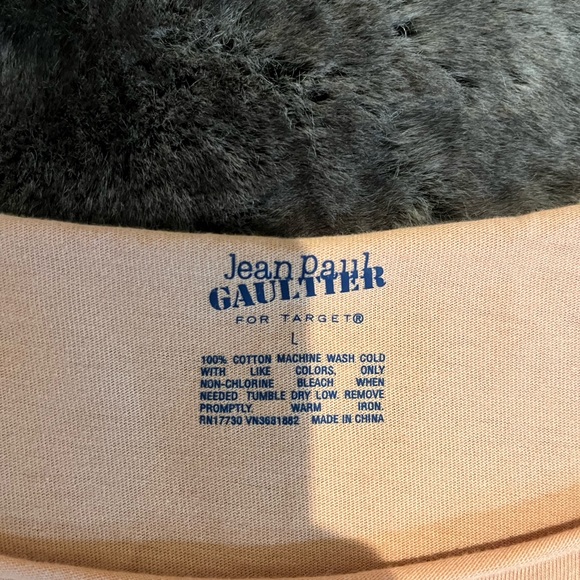 Jean Paul
GAULTIER
FOR TARGET®
L
100% COTTON MACHINE WASH COLD
WITH LIKE COLORS, ONLY
NON-CHLORINE BLEACH WHEN
NEEDED TUMBLE DRY LOW. REMOVE
PROMPTLY. WARM IRON.
RN17730 VN3681882 MADE IN CHINA